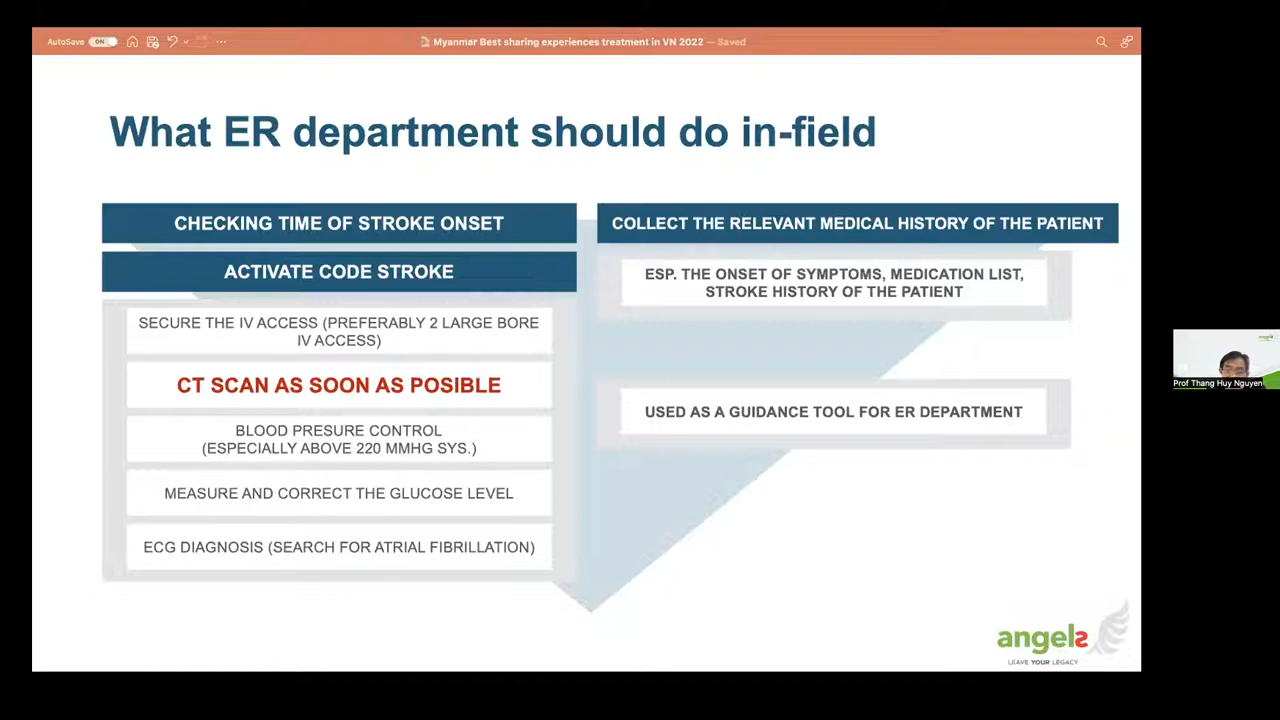 AutoSave ON
Myanmar Best sharing experiences treatment in VN 2022 — Saved
What ER department should do in-field
CHECKING TIME OF STROKE ONSET
ACTIVATE CODE STROKE
SECURE THE IV ACCESS (PREFERABLY 2 LARGE BORE
IV ACCESS)
CT SCAN AS SOON AS POSIBLE
BLOOD PRESURE CONTROL
(ESPECIALLY ABOVE 220 MMHG SYS.)
MEASURE AND CORRECT THE GLUCOSE LEVEL
ECG DIAGNOSIS (SEARCH FOR ATRIAL FIBRILLATION)
COLLECT THE RELEVANT MEDICAL HISTORY OF THE PATIENT
ESP. THE ONSET OF SYMPTOMS, MEDICATION LIST,
STROKE HISTORY OF THE PATIENT
USED AS A GUIDANCE TOOL FOR ER DEPARTMENT
angels
LEAVE YOUR LEGACY
angels
Prof Thang Huy Nguyen